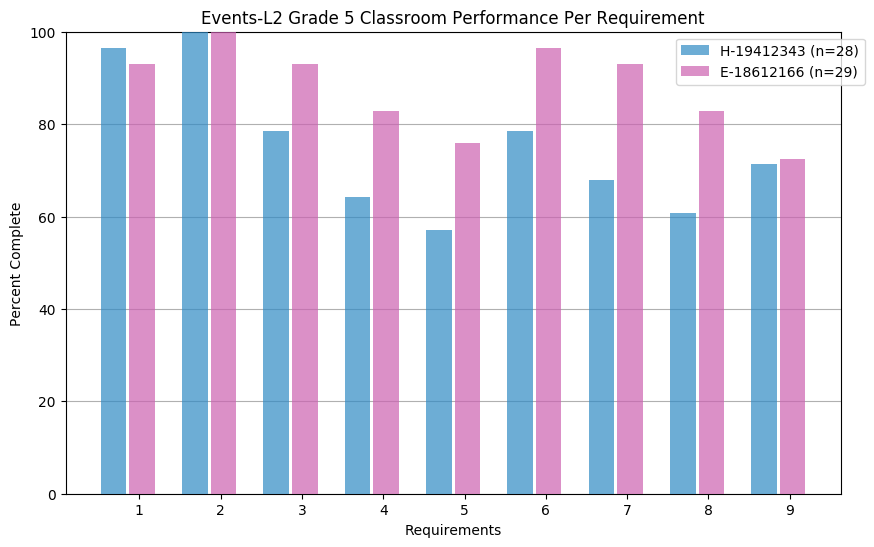 Events-L2 Grade 5 Classroom Performance Per Requirement
H-19412343 (n=28)
E-18612166 (n=29)
Percent Complete
100
80
60
40
20
0
1 2 3 4 5 6 7 8 9
Requirements